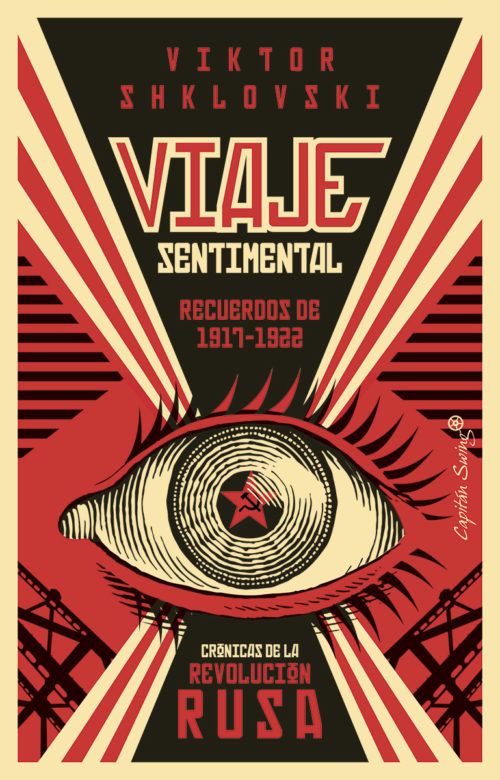 VIKTOR
SHKLOVSKI
VIAJE
SENTIMENTAL
RECUERDOS DE
1917-1922
Capitán Swing
CRÓNICAS DE LA
REVOLUCIÓN
RUSA